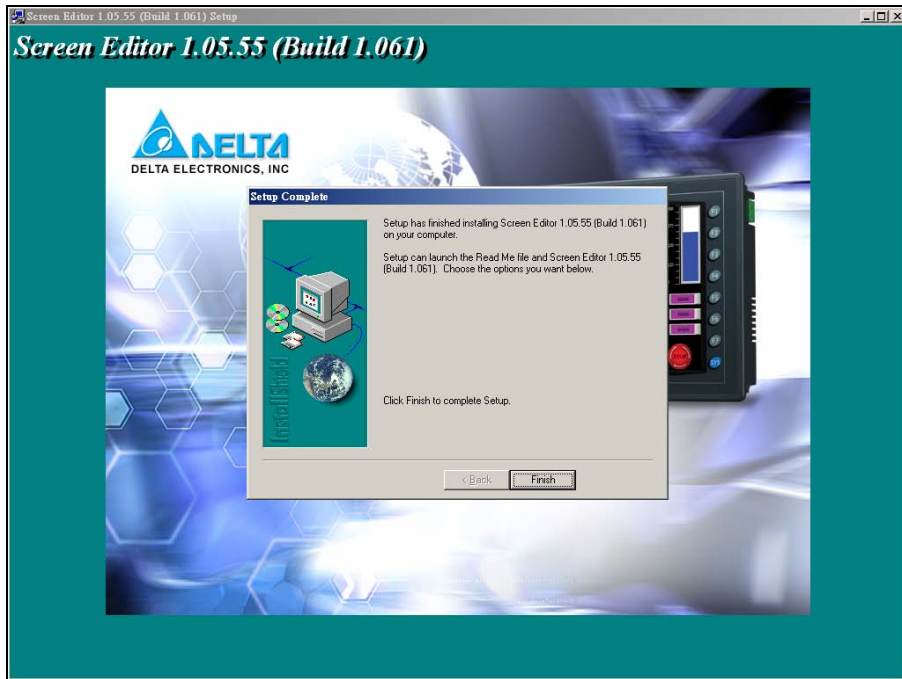 Screen Editor 1.05.55 (Build 1.061) Setup
Screen Editor 1.05.55 (Build 1.061)
DELTA
DELTA ELECTRONICS, INC
Setup Complete
Setup has finished installing Screen Editor 1.05.55 (Build 1.061)
on your computer.
Setup can launch the Read Me file and Screen Editor 1.05.55
(Build 1.061). Choose the options you want below.
InstallShield
Click Finish to complete Setup.
< Back
Finish